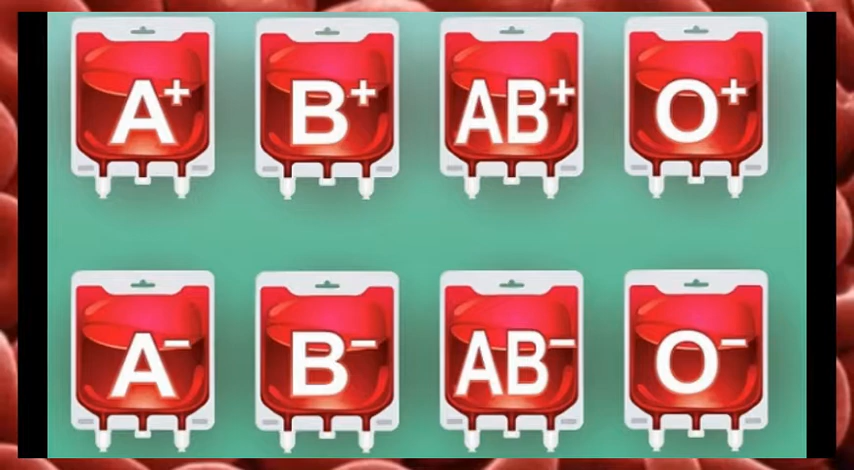 A+ B+ AB+ O+
A- B- AB- O-